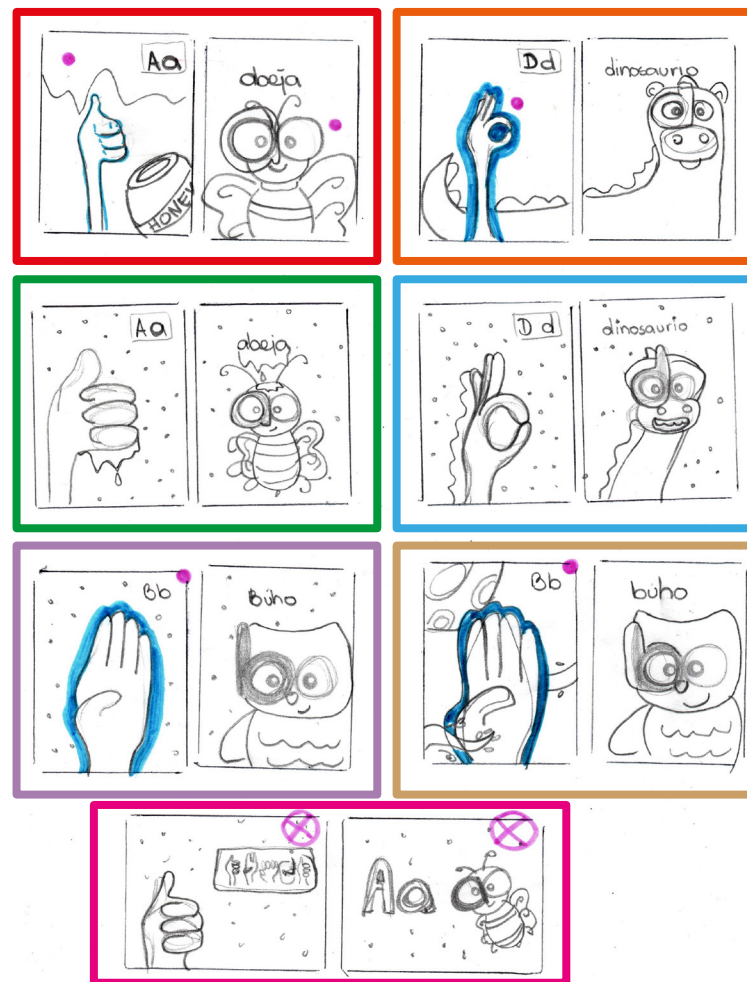 Aa
abeja
HONEY
Dd
dinosaurio
Aa
abeja
Dd
dinosaurio
Bb
Búho
Bb
búho
Aa